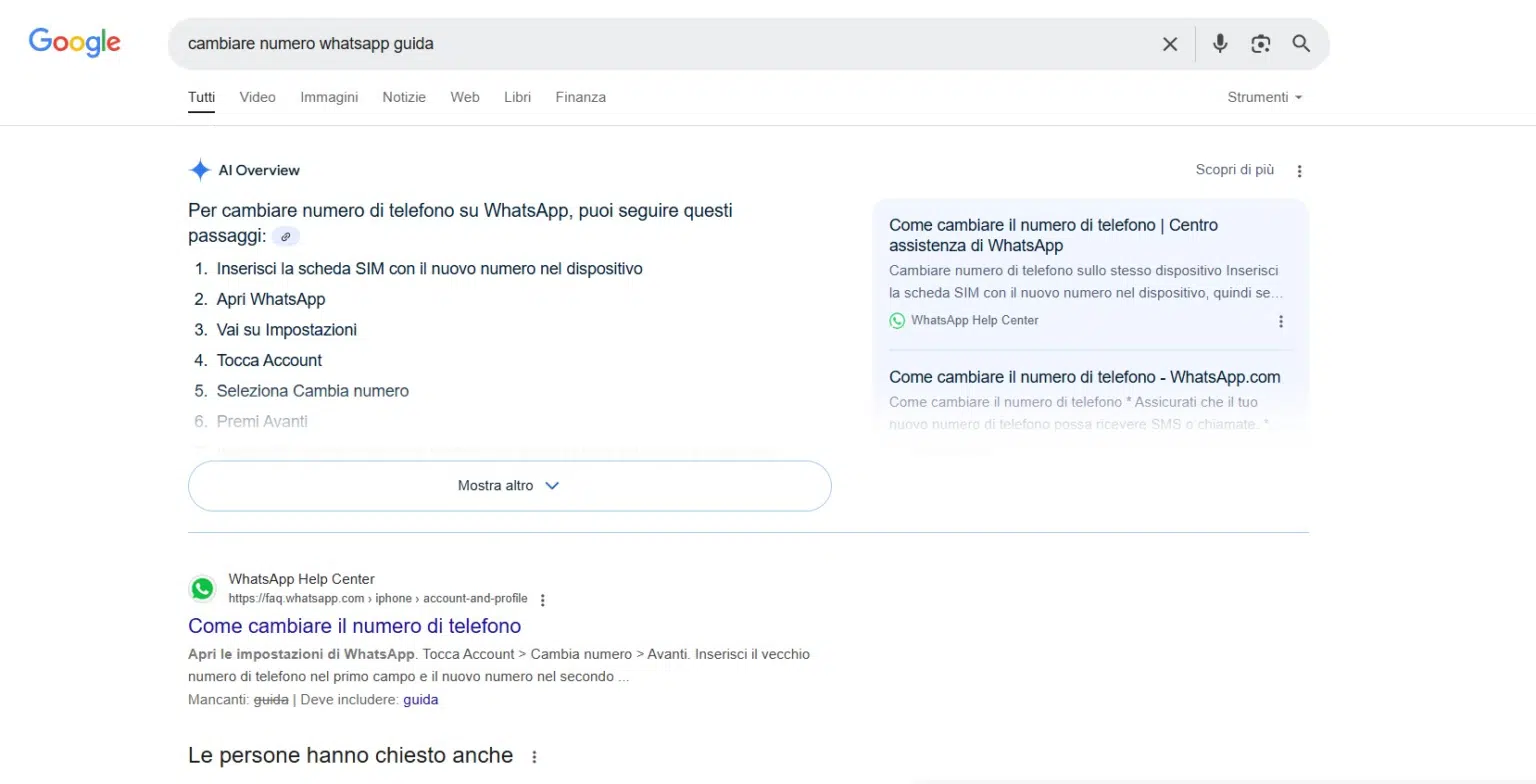 Google
cambiare numero whatsapp guida
Tutti Video Immagini Notizie Web Libri Finanza Strumenti
AI Overview
Scopri di più
Per cambiare numero di telefono su WhatsApp, puoi seguire questi
passaggi:
1. Inserisci la scheda SIM con il nuovo numero nel dispositivo
2. Apri WhatsApp
3. Vai su Impostazioni
4. Tocca Account
5. Seleziona Cambia numero
6. Premi Avanti
Mostra altro
Come cambiare il numero di telefono | Centro
assistenza di WhatsApp
Cambiare numero di telefono sullo stesso dispositivo Inserisci
la scheda SIM con il nuovo numero nel dispositivo, quindi se...
WhatsApp Help Center
Come cambiare il numero di telefono - WhatsApp.com
Come cambiare il numero di telefono * Assicurati che il tuo
nuovo numero di telefono possa ricevere SMS o chiamate. *
WhatsApp Help Center
https://faq.whatsapp.com › iphone › account-and-profile
Come cambiare il numero di telefono
Apri le impostazioni di WhatsApp. Tocca Account > Cambia numero > Avanti. Inserisci il vecchio
numero di telefono nel primo campo e il nuovo numero nel secondo ...
Mancanti: guida | Deve includere: guida
Le persone hanno chiesto anche